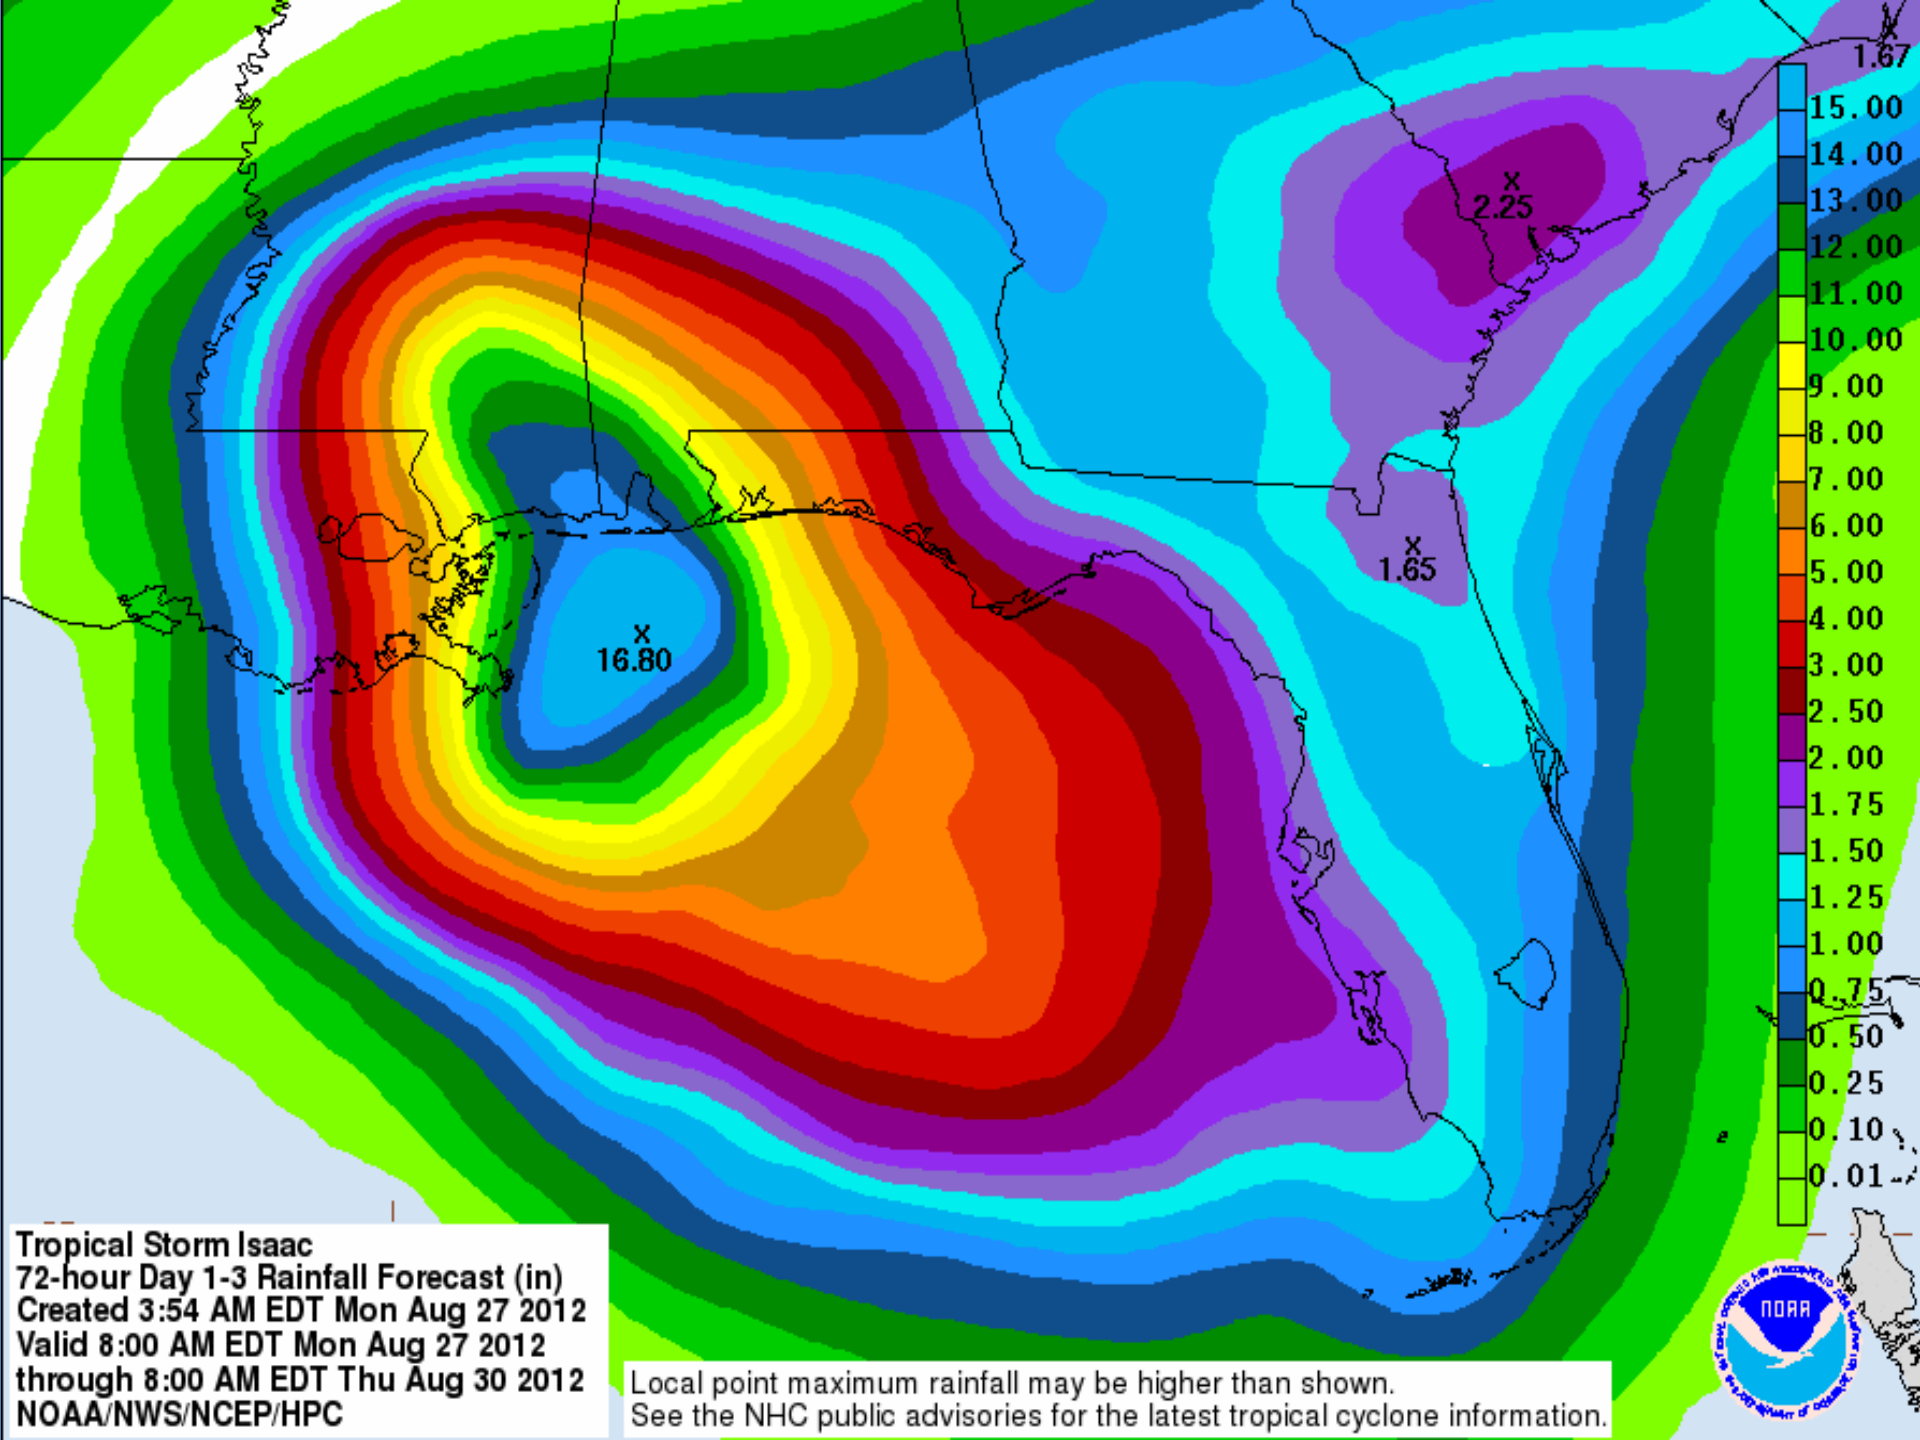 1.67
15.00
14.00
13.00
12.00
11.00
10.00
9.00
8.00
7.00
6.00
5.00
4.00
3.00
2.50
2.00
1.75
1.50
1.25
1.00
0.75
0.50
0.25
0.10
0.01
x
2.25
x
1.65
x
16.80
Tropical Storm Isaac
72-hour Day 1-3 Rainfall Forecast (in)
Created 3:54 AM EDT Mon Aug 27 2012
Valid 8:00 AM EDT Mon Aug 27 2012
through 8:00 AM EDT Thu Aug 30 2012
NOAA/NWS/NCEP/HPC
Local point maximum rainfall may be higher than shown.
See the NHC public advisories for the latest tropical cyclone information.
NOAA